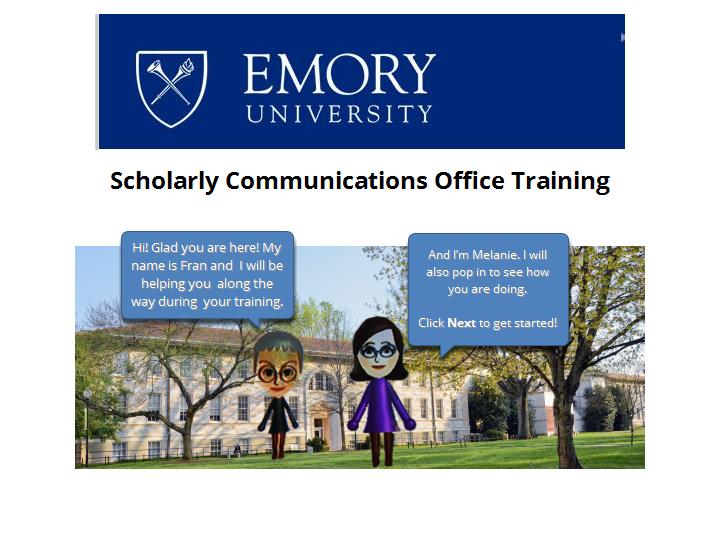 EMORY
UNIVERSITY
Scholarly Communications Office Training
Hi! Glad you are here! My
name is Fran and I will be
helping you along the
way during your training.
And I'm Melanie. I will
also pop in to see how
you are doing.
Click Next to get started!